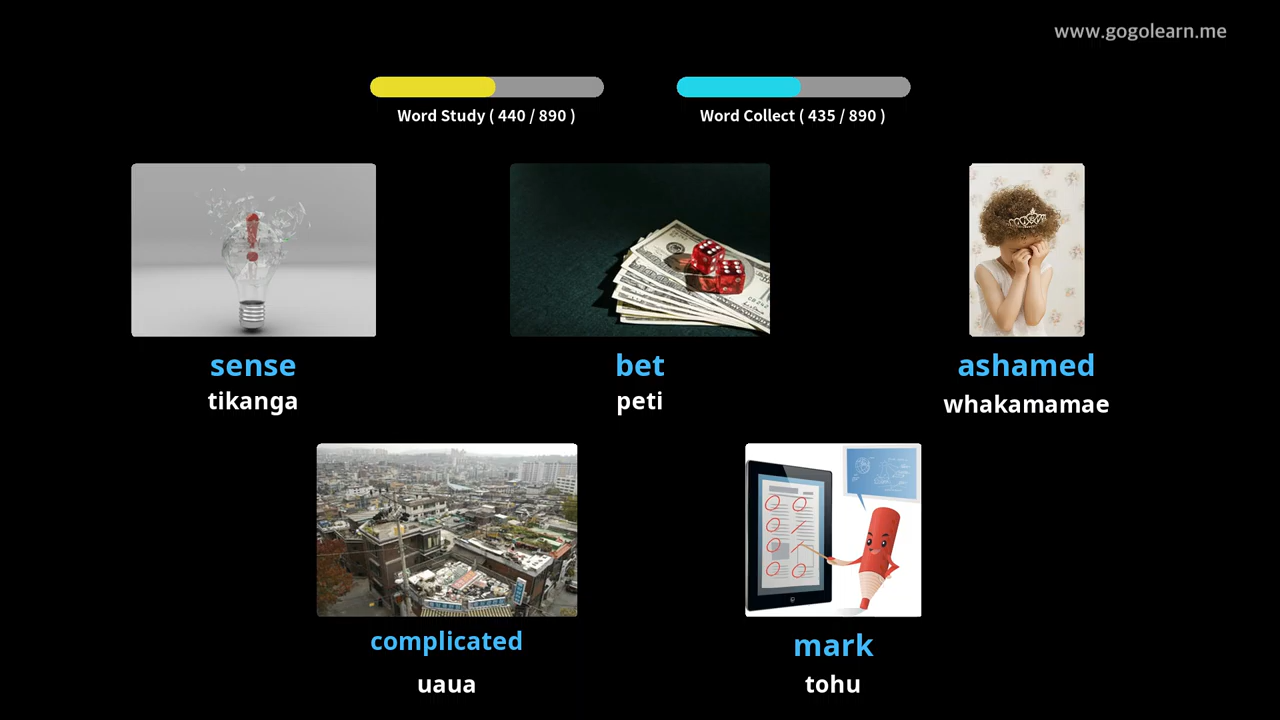 www.gogolearn.me
Word Study ( 440 / 890 )
Word Collect ( 435 / 890 )
sense
tikanga
bet
peti
ashamed
whakamamae
complicated
uaua
mark
tohu